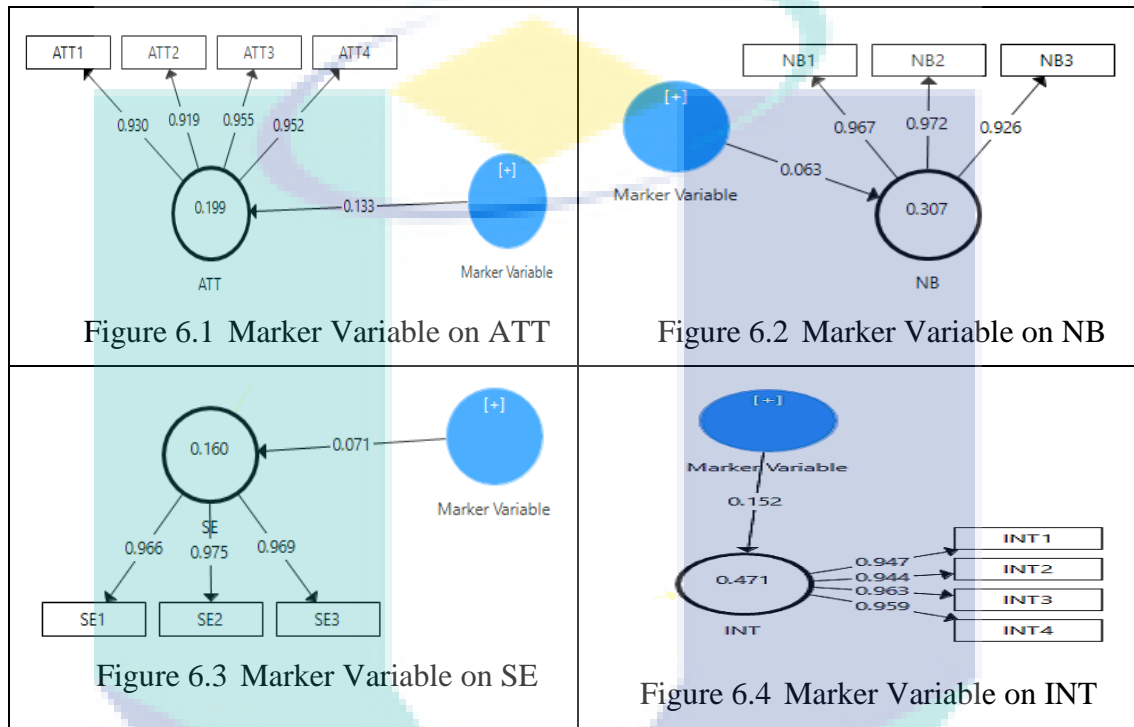 ATT1 ATT2 ATT3 ATT4
0.930 0.919 0.955 0.952
[+]
0.199
0.133
ATT
Marker Variable
Figure 6.1 Marker Variable on ATT
NB1 NB2 NB3
[+]
0.967 0.972 0.926
Marker Variable
0.063
0.307
NB
Figure 6.2 Marker Variable on NB
[+]
0.160
0.071
Marker Variable
SE
0.966 0.975 0.969
SE1 SE2 SE3
Figure 6.3 Marker Variable on SE
[+]
Marker Variable
0.152
INT1
0.947
INT2
0.944
0.471
0.963
INT3
0.959
INT
INT4
Figure 6.4 Marker Variable on INT